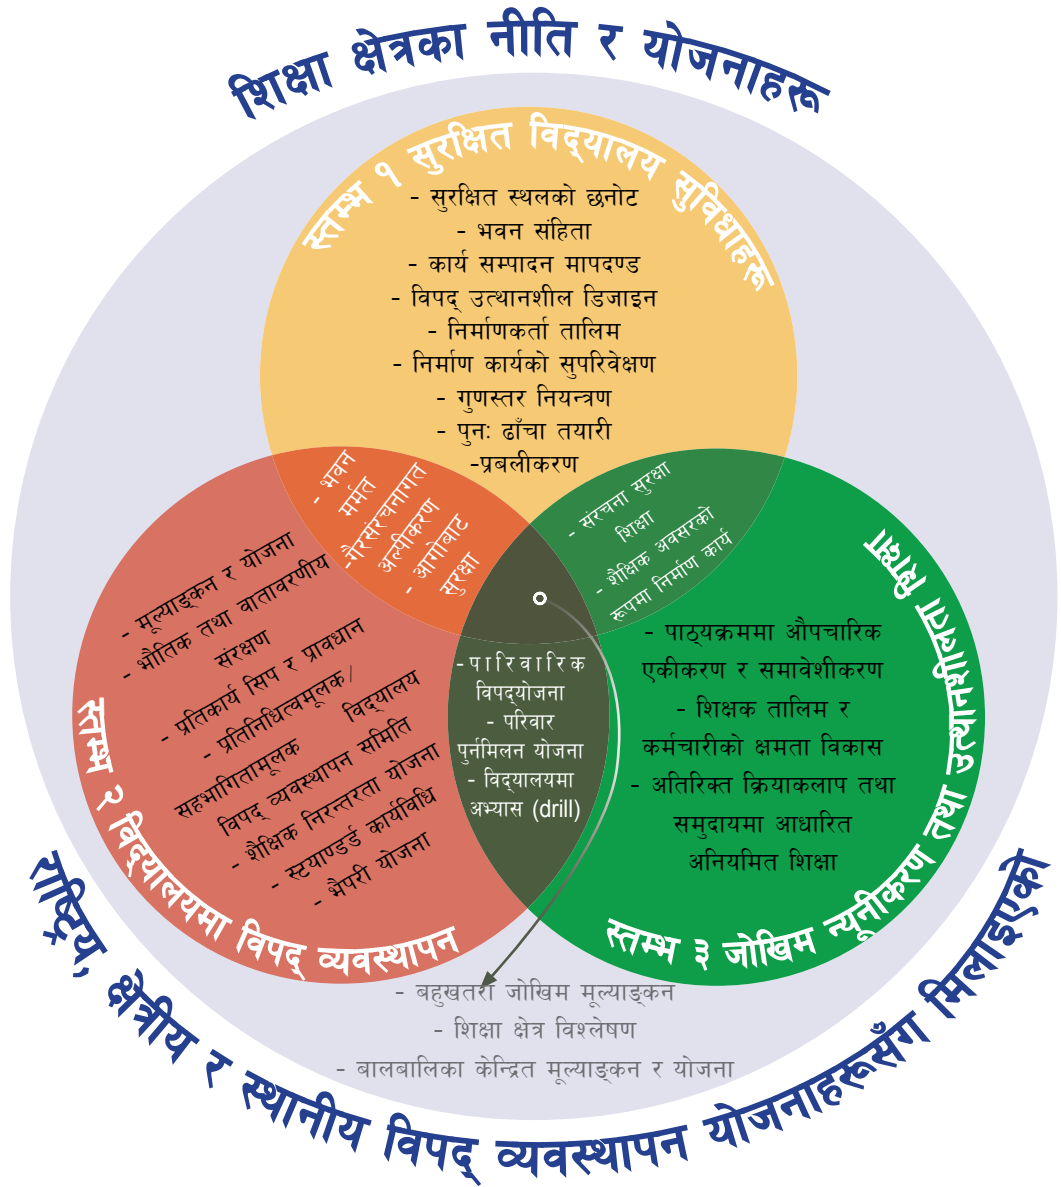 शिक्षा क्षेत्रका नीति र योजनाहरू
स्तम्भ १ सुरक्षित विद्यालय सुविधाहरू
- सुरक्षित स्थलको छनोट
- भवन संहिता
- कार्य सम्पादन मापदण्ड
- विपद् उत्थानशील डिजाइन
- निर्माणकर्ता तालिम
- निर्माण कार्यको सुपरिवेक्षण
- गुणस्तर नियन्त्रण
- पुनः ढाँचा तयारी
-प्रबलीकरण
- भवन
मर्मत
-गैरसंरचनागत
अल्पीकरण
- आगोबाट
सुरक्षा
- संरचना सुरक्षा
शिक्षा
- शैक्षिक अवसरको
रूपमा निर्माण कार्य
- मूल्याङ्कन र योजना
- भौतिक तथा वातावरणीय
संरक्षण
- प्रतिकार्य सिप र प्रावधान
- प्रतिनिधित्वमूलक/
सहभागितामूलक विद्यालय
विपद् व्यवस्थापन समिति
- शैक्षिक निरन्तरता योजना
- स्टयाण्डर्ड कार्यविधि
- भैपरी योजना
स्तम्भ २ विद्यालयमा विपद् व्यवस्थापन
- पारिवारिक
विपद्योजना
- परिवार
पुर्नमिलन योजना
- विद्यालयमा
अभ्यास (drill)
- पाठ्यक्रममा औपचारिक
एकीकरण र समावेशीकरण
- शिक्षक तालिम र
कर्मचारीको क्षमता विकास
- अतिरिक्त क्रियाकलाप तथा
समुदायमा आधारित
अनियमित शिक्षा
स्तम्भ ३ जोखिम न्यूनीकरण तथा उत्थानशीलता शिक्षा
- बहुखतरा जोखिम मूल्याङ्कन
- शिक्षा क्षेत्र विश्लेषण
- बालबालिका केन्द्रित मूल्याङ्कन र योजना
राष्ट्रिय, क्षेत्रीय र स्थानीय विपद् व्यवस्थापन योजनाहरूसँग मिलाइएको